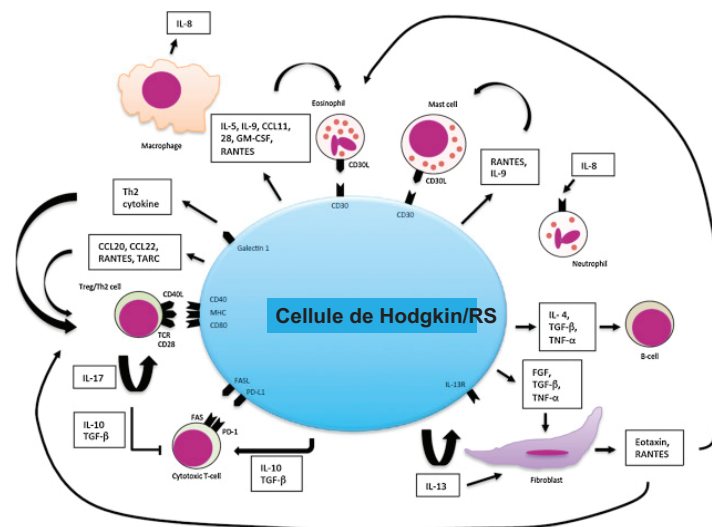 IL-8
Macrophage
IL-5, IL-9, CCL11,
28, GM-CSF,
RANTES
Eosinophil
CD30L
CD30
Mast cell
CD30L
CD30
RANTES,
IL-9
IL-8
Neutrophil
Th2
cytokine
Galectin 1
CCL20, CCL22,
RANTES, TARC
Treg/Th2 cell
CD40L
TCR
CD28
CD40
MHC
CD80
Cellule de Hodgkin/RS
IL- 4,
TGF-β,
TNF-α
B-cell
IL-17
FASL
PD-L1
IL-13R
FGF,
TGF-β,
TNF-α
IL-10
TGF-β
FAS
PD-1
Cytotoxic T-cell
IL-10
TGF-β
IL-13
Fibroblast
Eotaxin,
RANTES